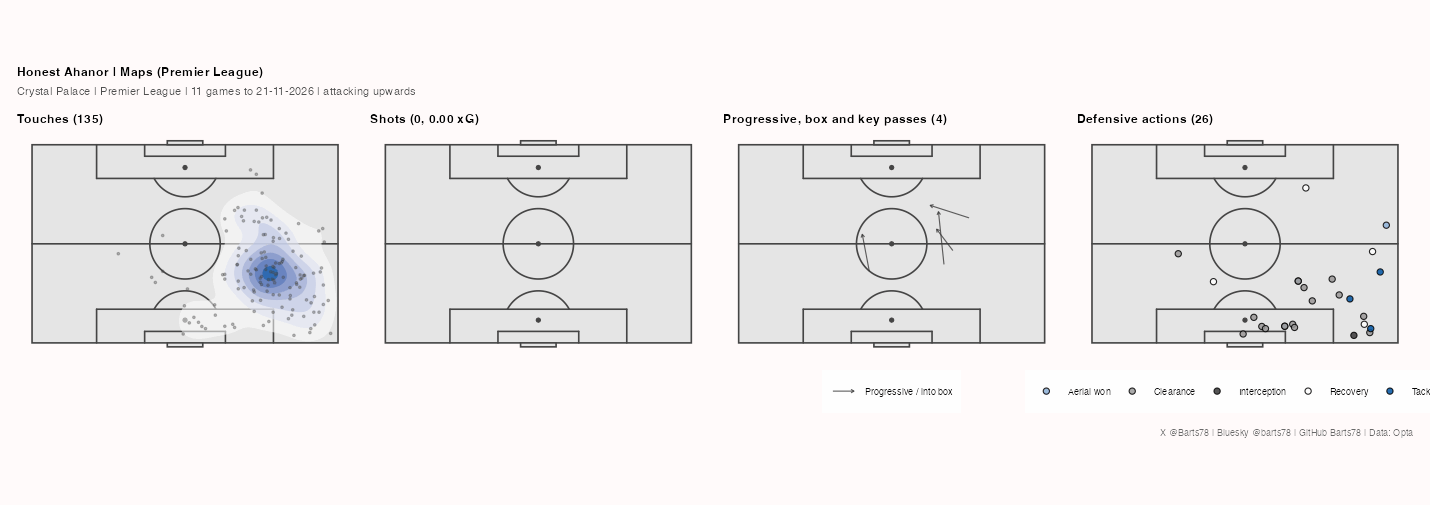 Honest Ahanor | Maps (Premier League)
Crystal Palace | Premier League | 11 games to 21-11-2026 | attacking upwards
Touches (135)
Shots (0, 0.00 xG)
Progressive, box and key passes (4)
Defensive actions (26)
Progressive / into box
Aerial won
Clearance
Interception
Recovery
Tack
X @Barts78 | Bluesky @barts78 | GitHub Barts78 | Data: Opta